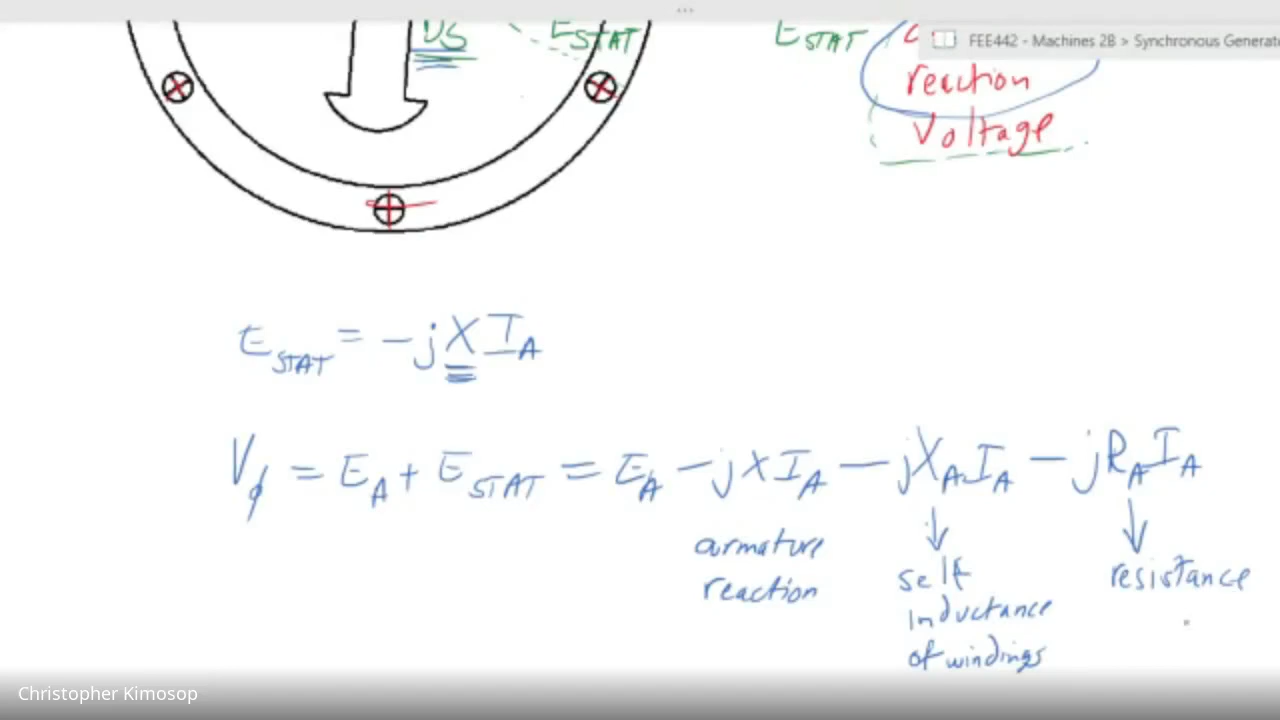 BS
ESTAT
ESTAT
FEE442 - Machines 2B > Synchronous Generat
reaction
Voltage
ESTAT = -jXIA
Vϕ = EA + ESTAT = EA - jXIA - jXAIA - jRAIA
armature
reaction
self
inductance
of windings
resistance
Christopher Kimosop